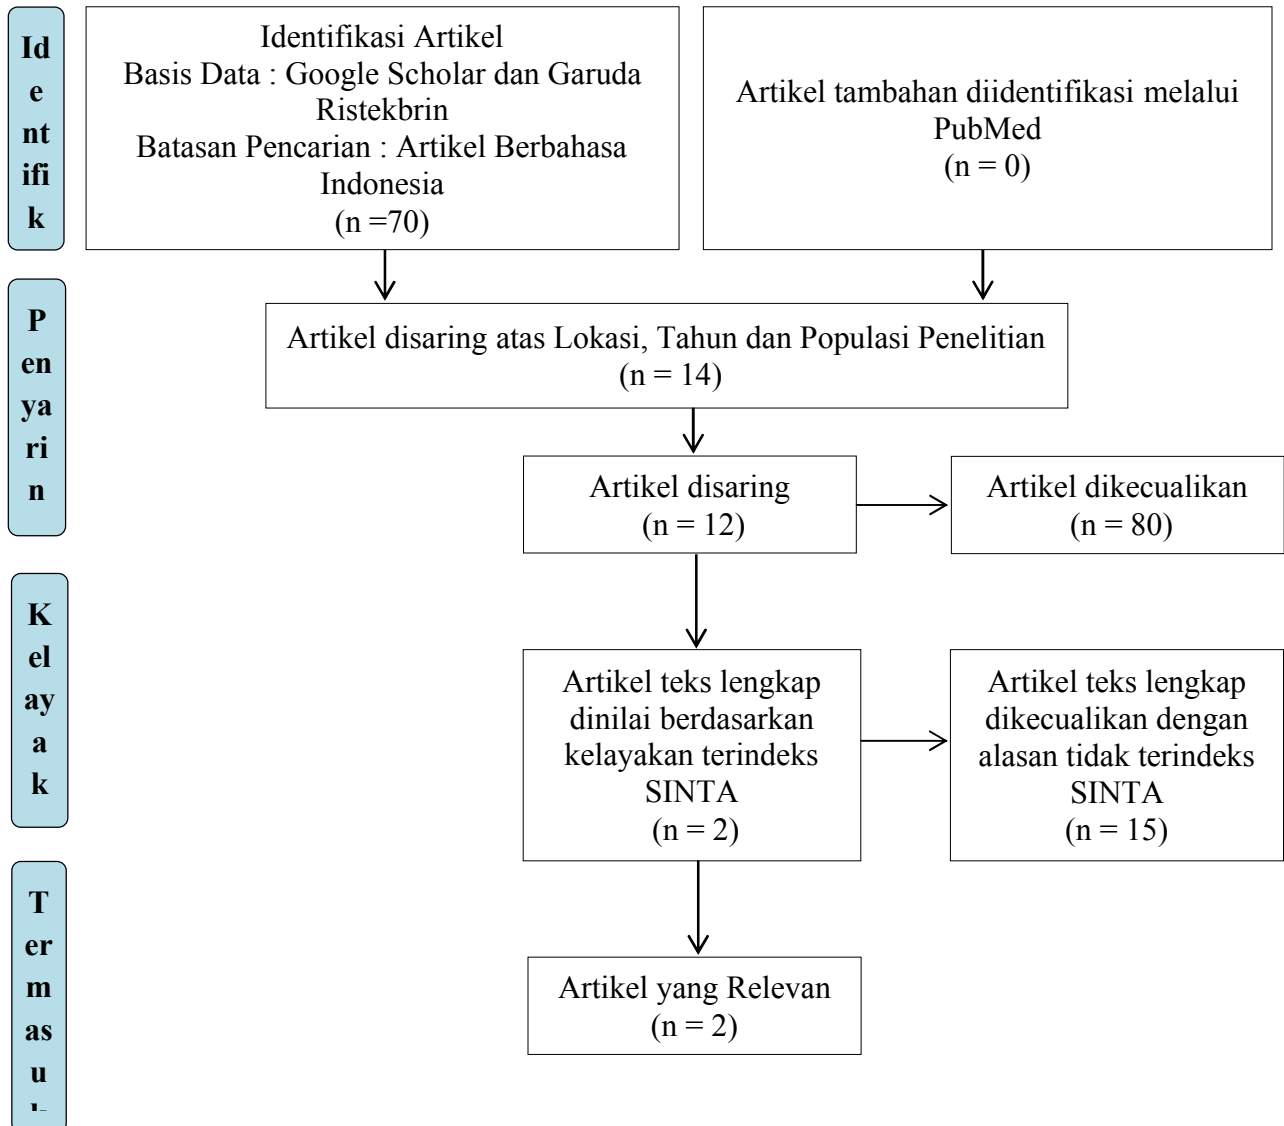 Id
e
nt
ifi
k
Identifikasi Artikel
Basis Data : Google Scholar dan Garuda
Ristekbrin
Batasan Pencarian : Artikel Berbahasa
Indonesia
(n =70)
Artikel tambahan diidentifikasi melalui
PubMed
(n = 0)
P
en
ya
ri
n
Artikel disaring atas Lokasi, Tahun dan Populasi Penelitian
(n = 14)
Artikel disaring
(n = 12)
Artikel dikecualikan
(n = 80)
K
el
ay
a
k
Artikel teks lengkap
dinilai berdasarkan
kelayakan terindeks
SINTA
(n = 2)
Artikel teks lengkap
dikecualikan dengan
alasan tidak terindeks
SINTA
(n = 15)
T
er
m
as
u
Artikel yang Relevan
(n = 2)